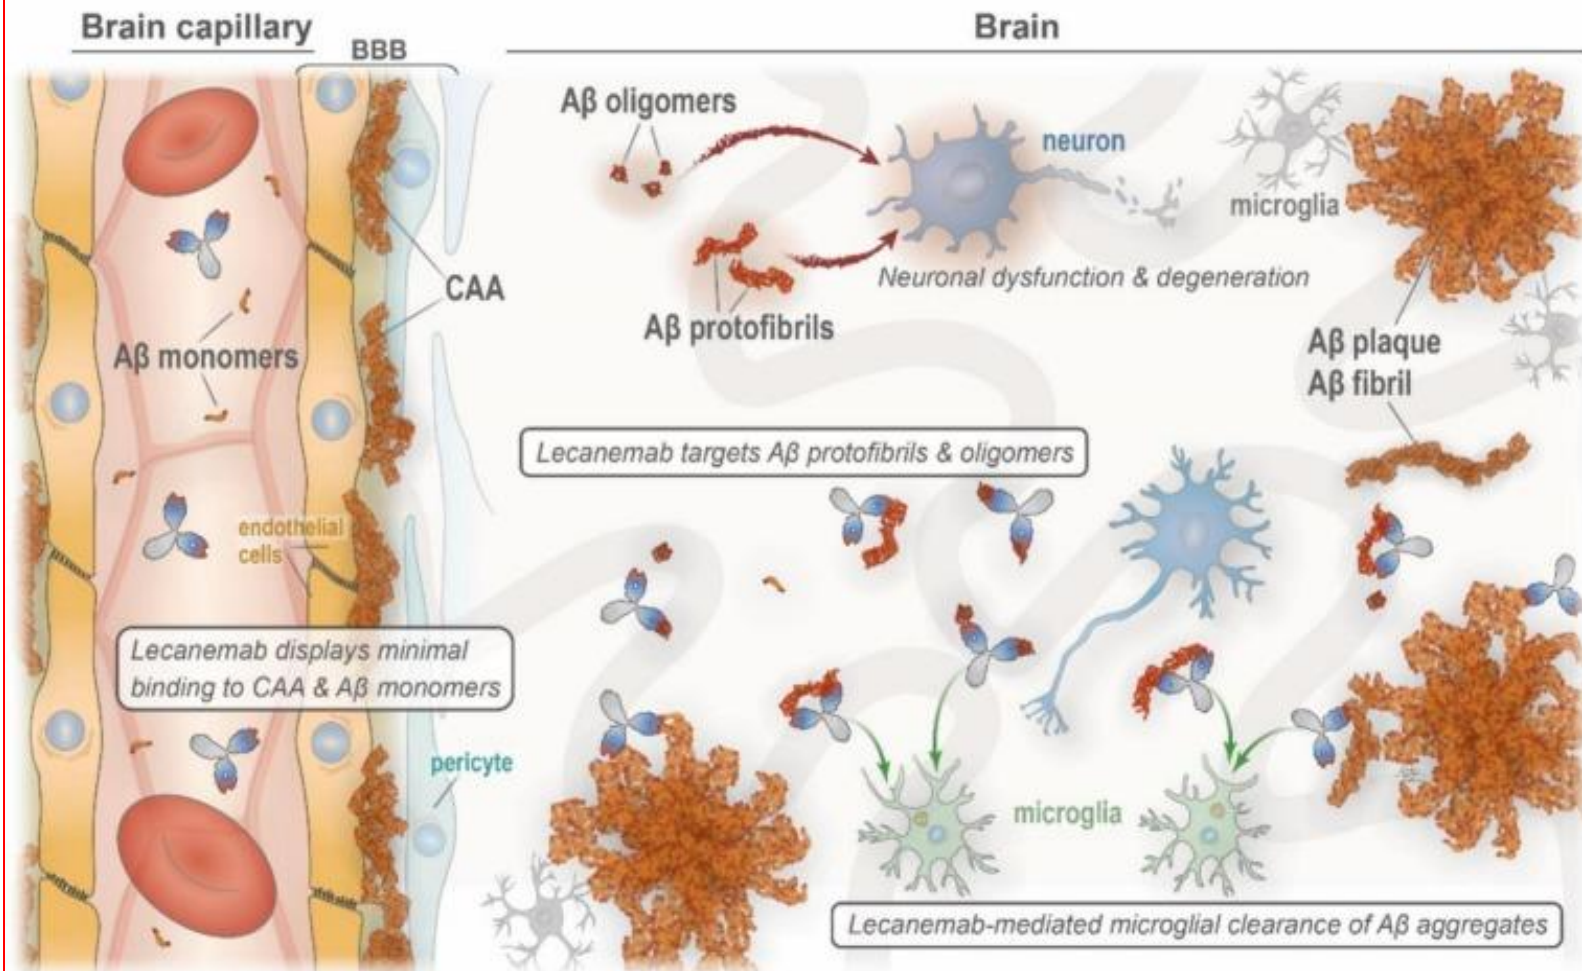 Brain capillary
BBB
Brain
Aβ oligomers
neuron
microglia
Neuronal dysfunction & degeneration
CAA
Aβ protofibrils
Aβ monomers
Aβ plaque
Aβ fibril
Lecanemab targets Aβ protofibrils & oligomers
endothelial
cells
Lecanemab displays minimal
binding to CAA & Aβ monomers
pericyte
microglia
Lecanemab-mediated microglial clearance of Aβ aggregates